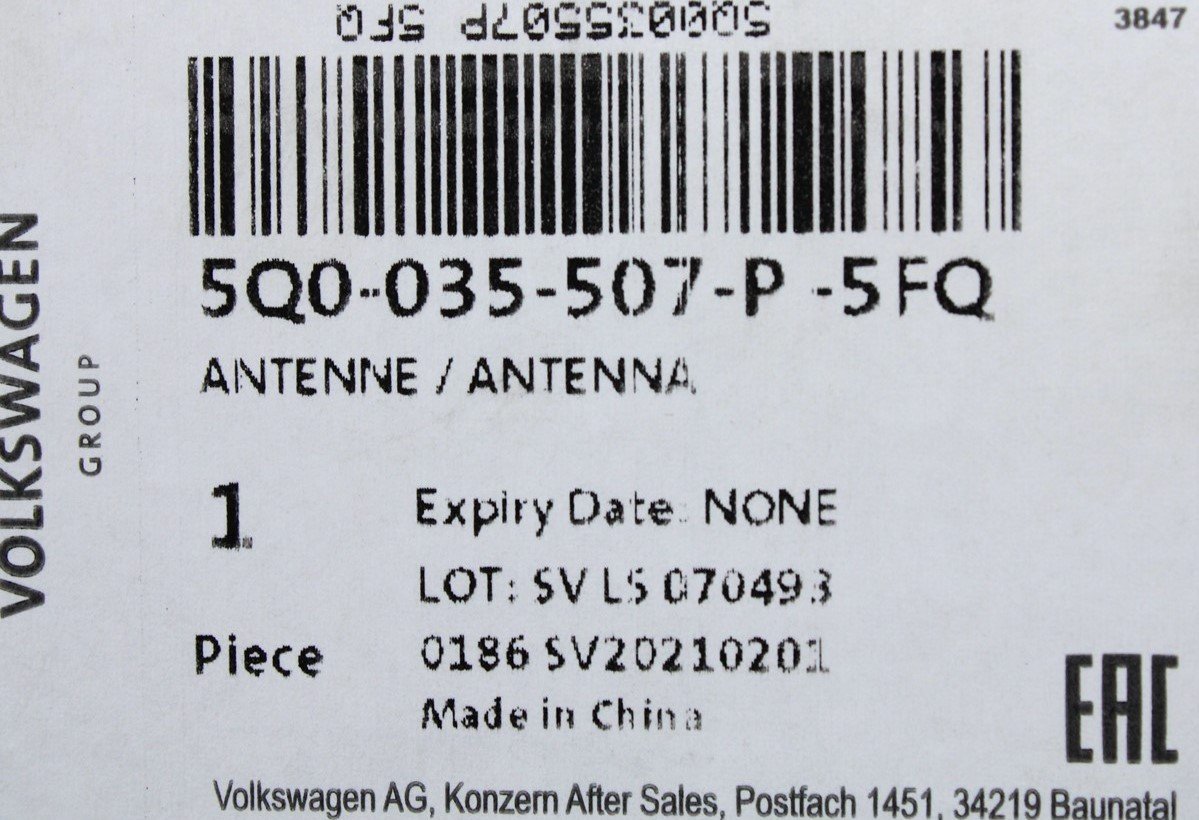 5Q0035507P 5FQ
3847
5Q0-035-507-P -5FQ
ANTENNE / ANTENNA
VOLKSWAGEN
GROUP
1
Expiry Date: NONE
LOT: SV LS 070493
Piece
0186 SV20210201
Made in China
EAC
Volkswagen AG, Konzern After Sales, Postfach 1451, 34219 Baunatal